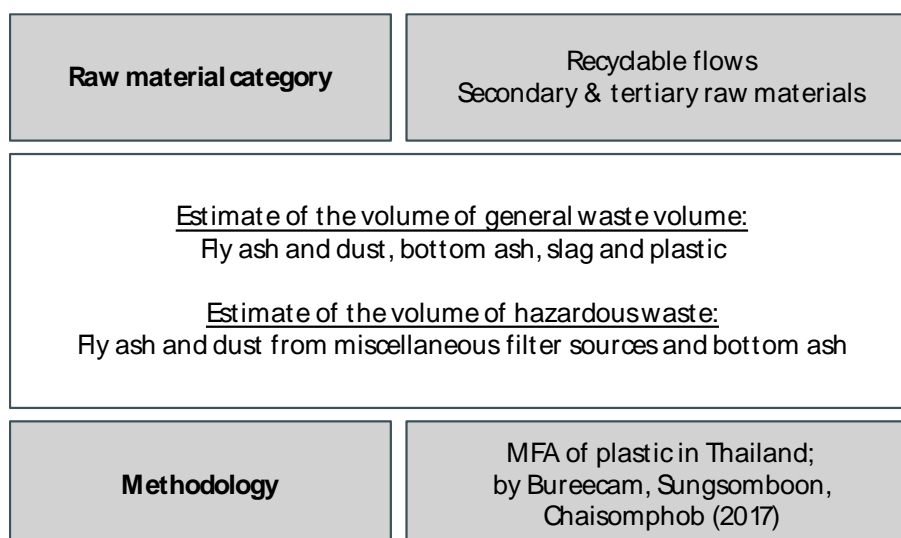 Raw material category
Recyclable flows
Secondary & tertiary raw materials
Estimate of the volume of general waste volume:
Fly ash and dust, bottom ash, slag and plastic
Estimate of the volume of hazardous waste:
Fly ash and dust from miscellaneous filter sources and bottom ash
Methodology
MFA of plastic in Thailand;
by Bureecam, Sungsomboon,
Chaisomphob (2017)